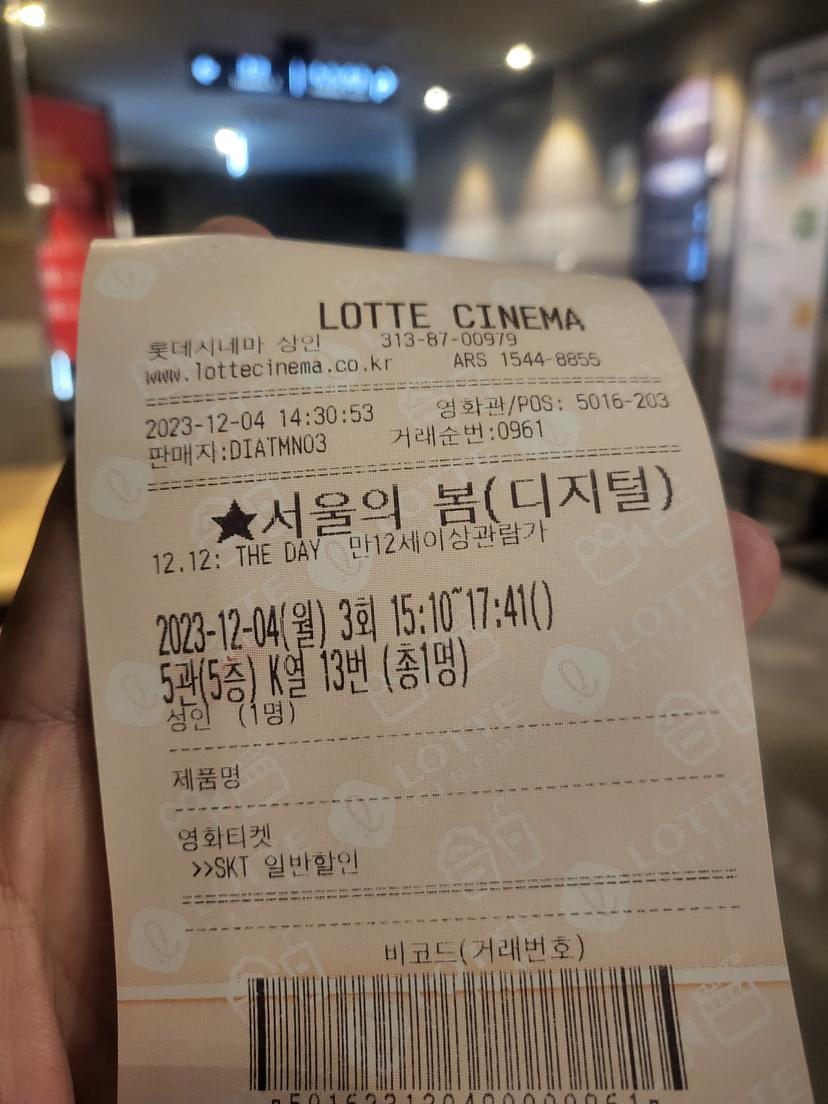 LOTTE CINEMA
롯데시네마 상인 313-87-00979
www.lottecinema.co.kr ARS 1544-8855
2023-12-04 14:30:53 영화관/POS: 5016-203
판매자:DIATMN03 거래순번:0961
★서울의 봄(디지털)
12.12: THE DAY 만12세이상관람가
2023-12-04(월) 3회 15:10~17:41()
5관(5층) K열 13번 (총1명)
성인 (1명)
제품명
영화티켓
>>SKT 일반할인
비코드(거래번호)